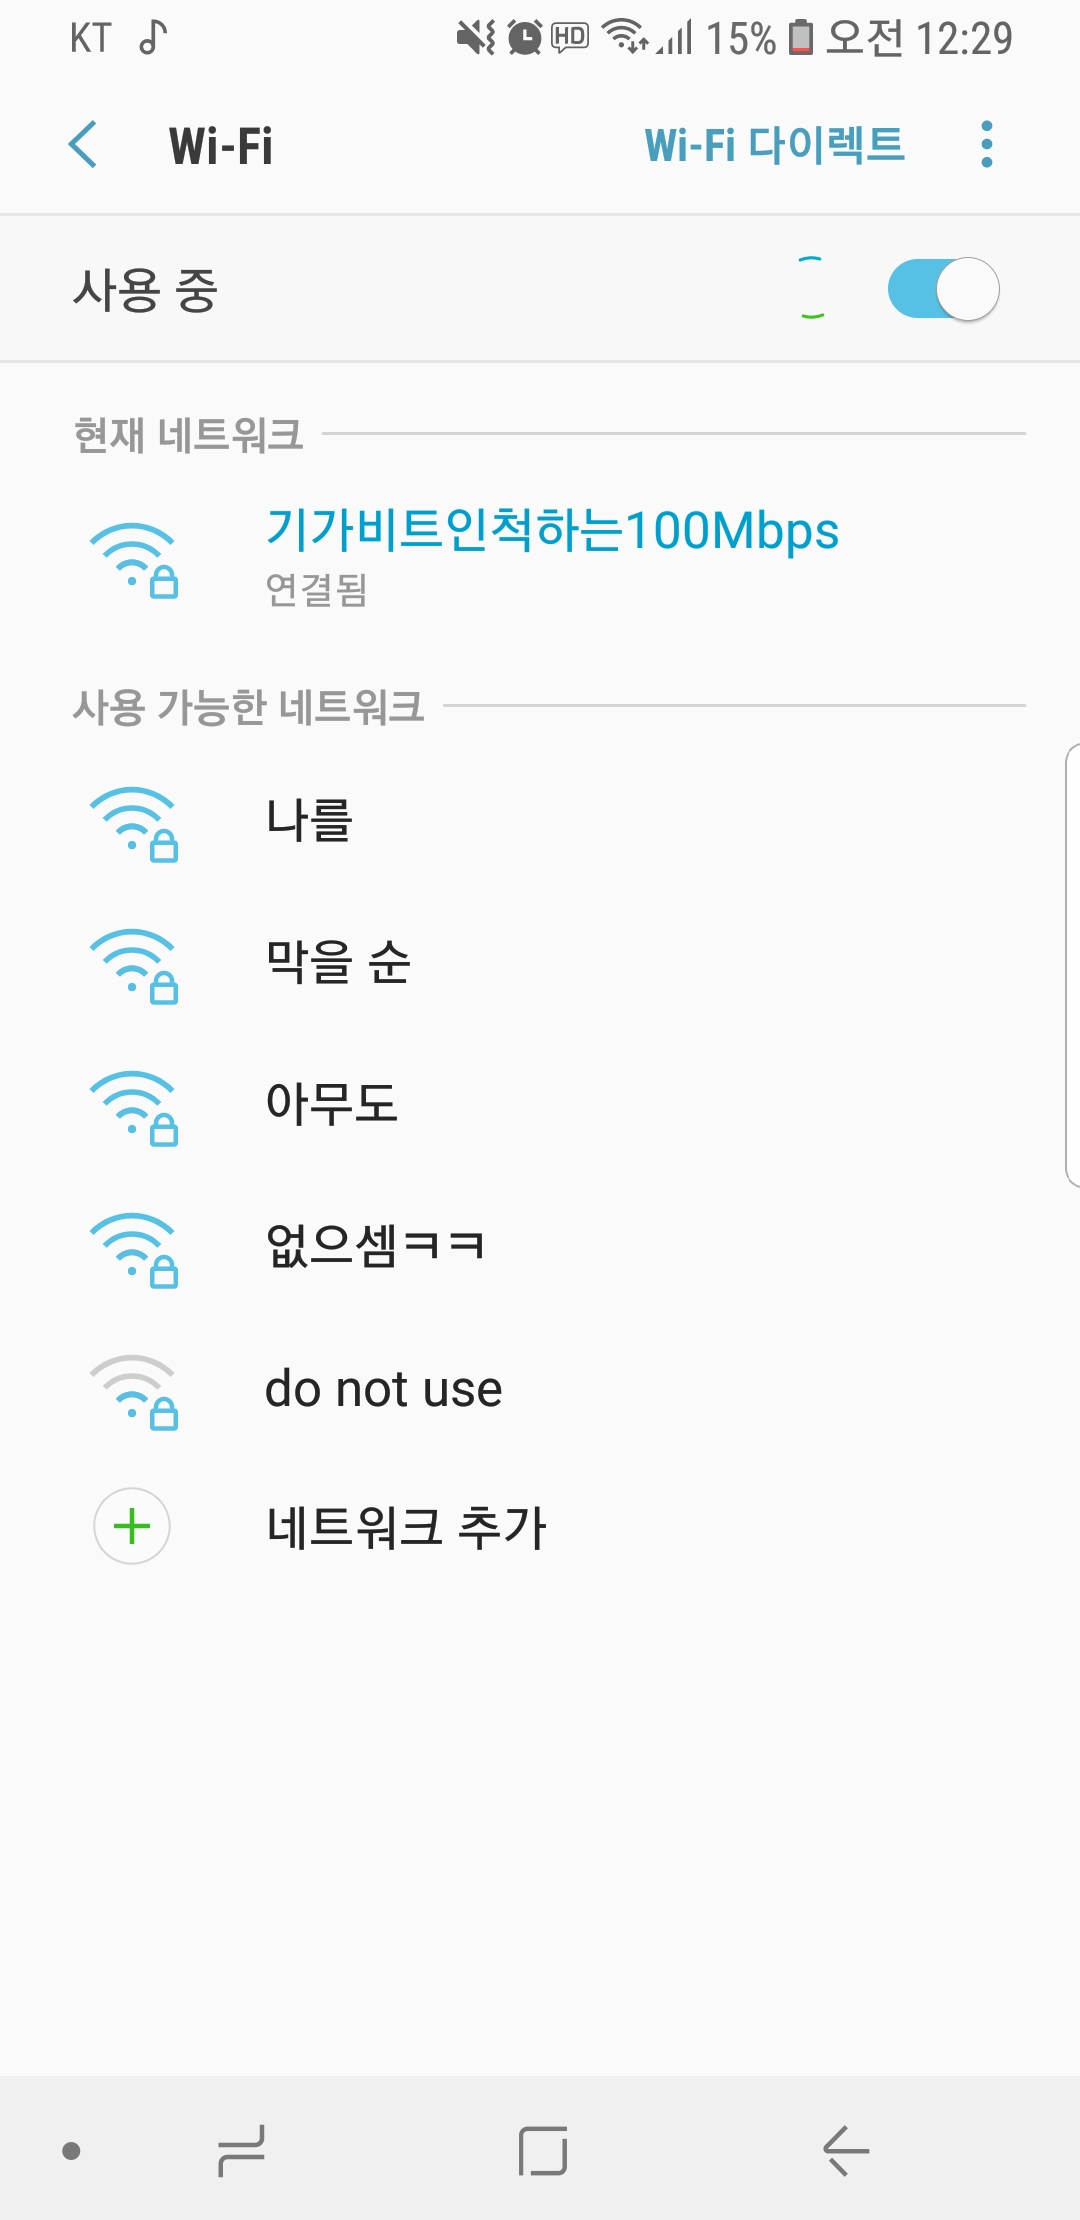 KT HD 15% 오전 12:29
Wi-Fi Wi-Fi 다이렉트
사용 중
현재 네트워크
기가비트인척하는100Mbps
연결됨
사용 가능한 네트워크
나를
막을 순
아무도
없으셈ㅋㅋ
do not use
네트워크 추가